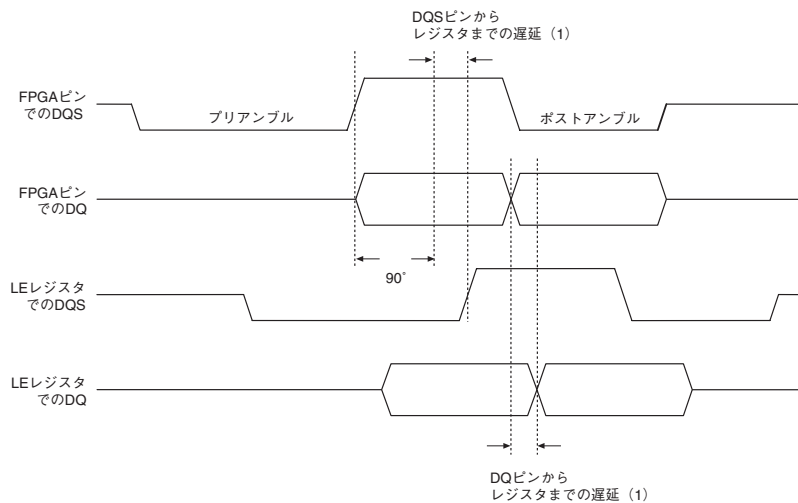 DQSピンから
レジスタまでの遅延（1）
FPGAピン
でのDQS
プリアンブル
ポストアンブル
FPGAピン
でのDQ
90°
LEレジスタ
でのDQS
LEレジスタ
でのDQ
DQピンから
レジスタまでの遅延（1）